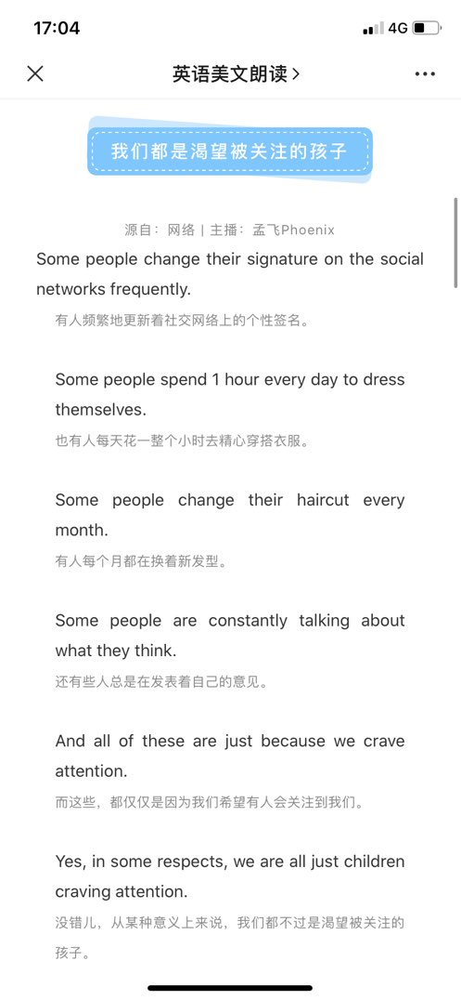 17:04
4G
英语美文朗读
我们都是渴望被关注的孩子
源自：网络 | 主播：孟飞Phoenix
Some people change their signature on the social
networks frequently.
有人频繁地更新着社交网络上的个性签名。
Some people spend 1 hour every day to dress
themselves.
也有人每天花一整个小时去精心穿搭衣服。
Some people change their haircut every
month.
有人每个月都在换着新发型。
Some people are constantly talking about
what they think.
还有些人总是在发表着自己的意见。
And all of these are just because we crave
attention.
而这些，都仅仅是因为我们希望有人会关注到我们。
Yes, in some respects, we are all just children
craving attention.
没错儿，从某种意义上来说，我们都不过是渴望被关注的
孩子。